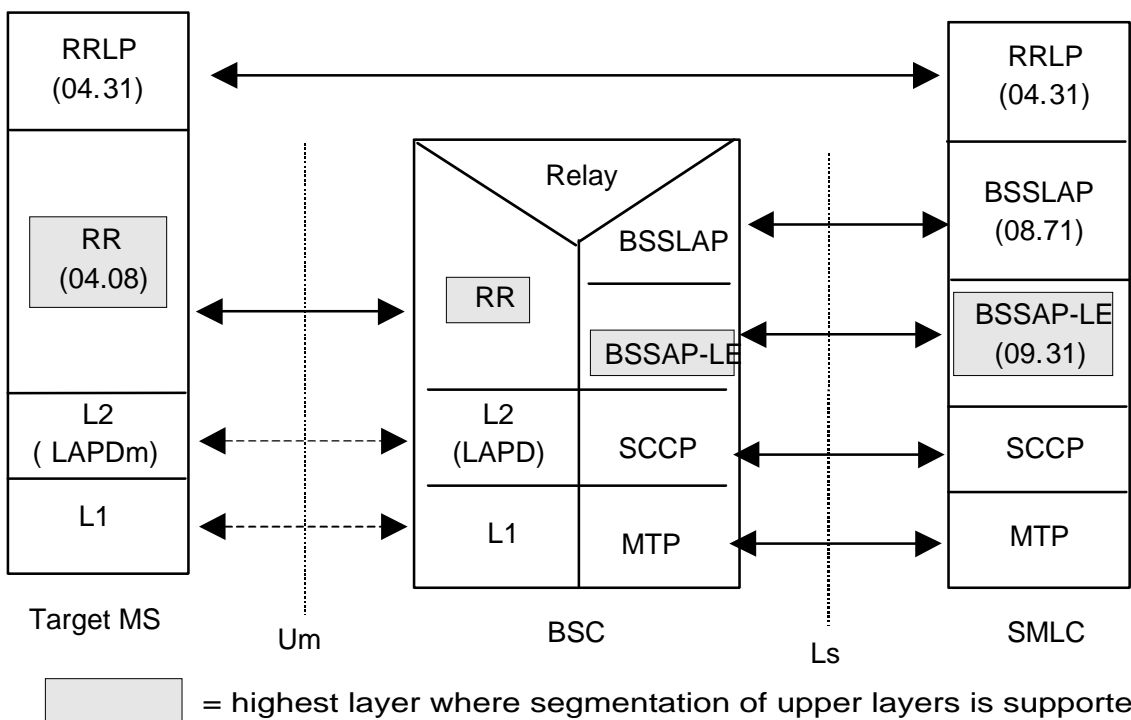 RRLP
(04.31)
RR
(04.08)
L2
( LAPDm)
L1
Target MS
Um
Relay
RR
BSSLAP
BSSAP-LE
L2
(LAPD)
SCCP
L1
MTP
BSC
Ls
RRLP
(04.31)
BSSLAP
(08.71)
BSSAP-LE
(09.31)
SCCP
MTP
SMLC
= highest layer where segmentation of upper layers is supporte